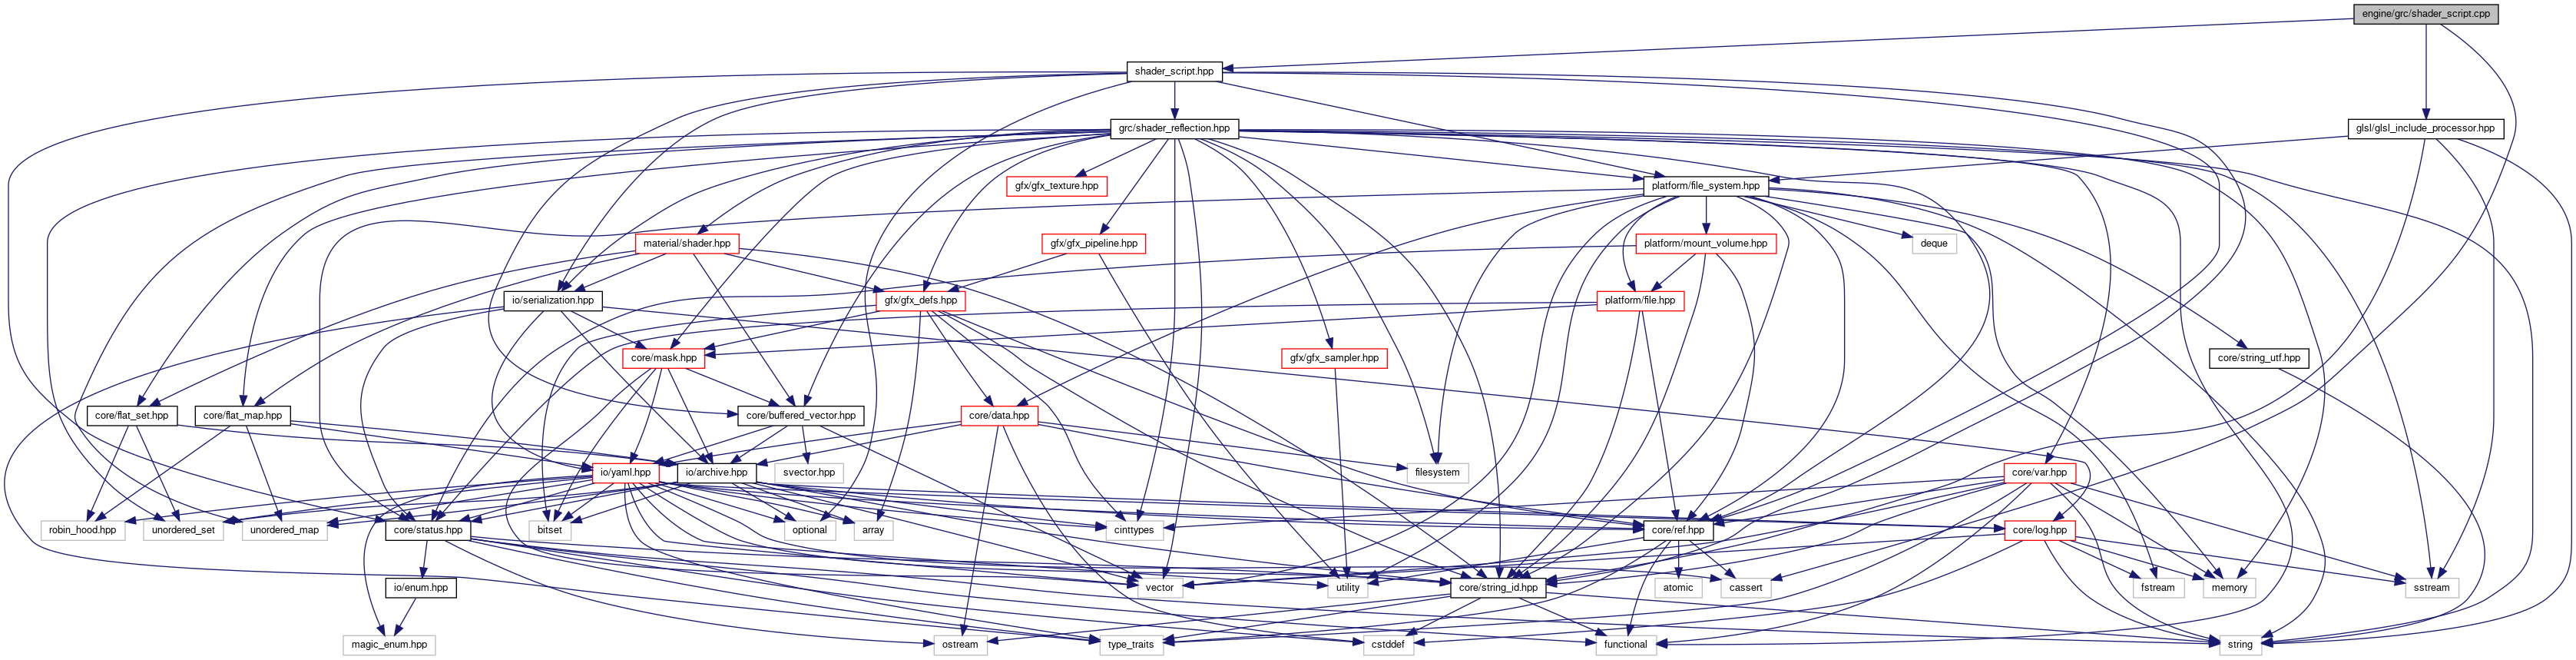 engine/grc/shader_script.cpp
shader_script.hpp
grc/shader_reflection.hpp
glsl/glsl_include_processor.hpp
gfx/gfx_texture.hpp
platform/file_system.hpp
material/shader.hpp
gfx/gfx_pipeline.hpp
platform/mount_volume.hpp
deque
io/serialization.hpp
gfx/gfx_defs.hpp
platform/file.hpp
core/mask.hpp
gfx/gfx_sampler.hpp
core/string_utf.hpp
core/flat_set.hpp
core/flat_map.hpp
core/buffered_vector.hpp
core/data.hpp
io/yaml.hpp
io/archive.hpp
svector.hpp
filesystem
core/var.hpp
robin_hood.hpp
unordered_set
unordered_map
core/status.hpp
bitset
optional
array
cinttypes
core/ref.hpp
core/log.hpp
io/enum.hpp
vector
utility
core/string_id.hpp
atomic
cassert
fstream
memory
sstream
magic_enum.hpp
ostream
type_traits
cstddef
functional
string